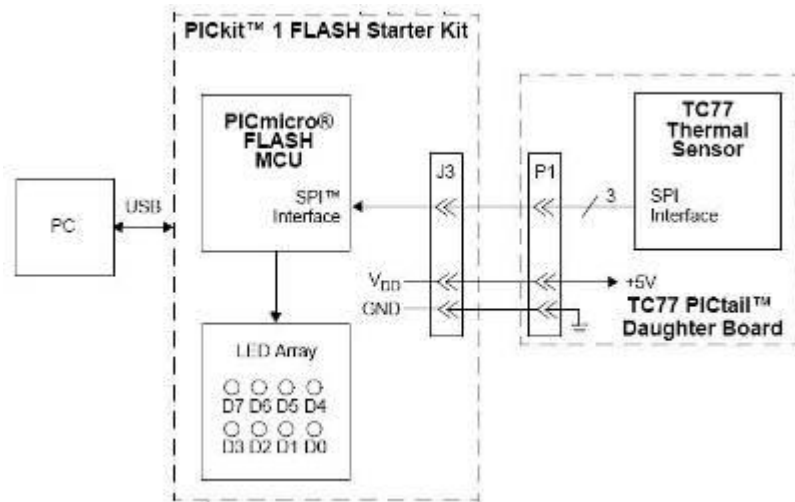 PICkit™ 1 FLASH Starter Kit
PICmicro®
FLASH
MCU
SPI™
Interface
PC
USB
J3
P1
3
TC77
Thermal
Sensor
SPI
Interface
VDD
GND
+5V
TC77 PICtail™
Daughter Board
LED Array
D7 D6 D5 D4
D3 D2 D1 D0